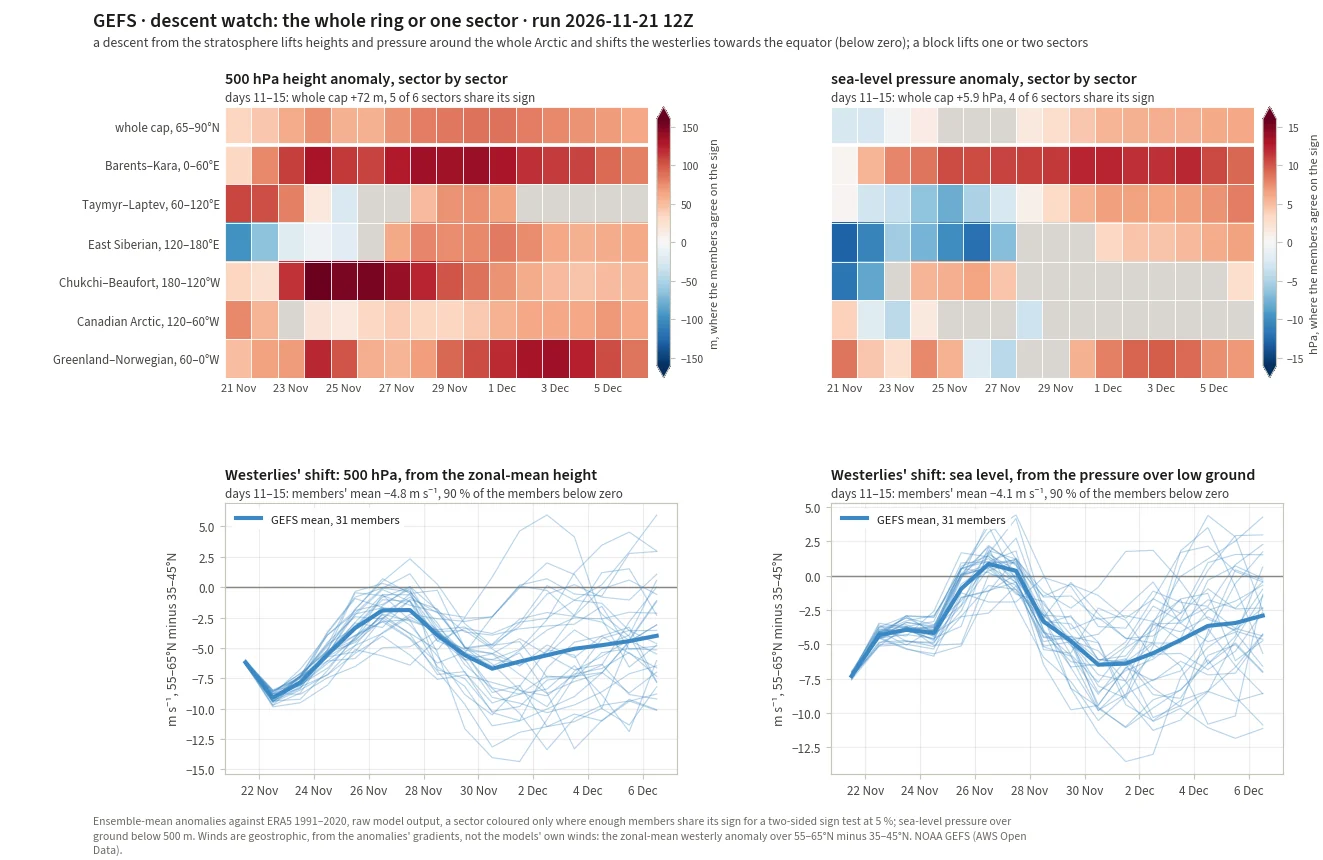 GEFS · descent watch: the whole ring or one sector · run 2026-11-21 12Z
a descent from the stratosphere lifts heights and pressure around the whole Arctic and shifts the westerlies towards the equator (below zero); a block lifts one or two sectors
500 hPa height anomaly, sector by sector
days 11–15: whole cap +72 m, 5 of 6 sectors share its sign
whole cap, 65–90°N
Barents–Kara, 0–60°E
Taymyr–Laptev, 60–120°E
East Siberian, 120–180°E
Chukchi–Beaufort, 180–120°W
Canadian Arctic, 120–60°W
Greenland–Norwegian, 60–0°W
21 Nov 23 Nov 25 Nov 27 Nov 29 Nov 1 Dec 3 Dec 5 Dec
150
100
50
0
−50
−100
−150
m, where the members agree on the sign
sea-level pressure anomaly, sector by sector
days 11–15: whole cap +5.9 hPa, 4 of 6 sectors share its sign
21 Nov 23 Nov 25 Nov 27 Nov 29 Nov 1 Dec 3 Dec 5 Dec
15
10
5
0
−5
−10
−15
hPa, where the members agree on the sign
Westerlies' shift: 500 hPa, from the zonal-mean height
days 11–15: members' mean −4.8 m s⁻¹, 90 % of the members below zero
GEFS mean, 31 members
m s⁻¹, 55–65°N minus 35–45°N
5.0
2.5
0.0
−2.5
−5.0
−7.5
−10.0
−12.5
−15.0
22 Nov 24 Nov 26 Nov 28 Nov 30 Nov 2 Dec 4 Dec 6 Dec
Westerlies' shift: sea level, from the pressure over low ground
days 11–15: members' mean −4.1 m s⁻¹, 90 % of the members below zero
GEFS mean, 31 members
m s⁻¹, 55–65°N minus 35–45°N
5.0
2.5
0.0
−2.5
−5.0
−7.5
−10.0
−12.5
22 Nov 24 Nov 26 Nov 28 Nov 30 Nov 2 Dec 4 Dec 6 Dec
Ensemble-mean anomalies against ERA5 1991–2020, raw model output, a sector coloured only where enough members share its sign for a two-sided sign test at 5 %; sea-level pressure over
ground below 500 m. Winds are geostrophic, from the anomalies' gradients, not the models' own winds: the zonal-mean westerly anomaly over 55–65°N minus 35–45°N. NOAA GEFS (AWS Open
Data).